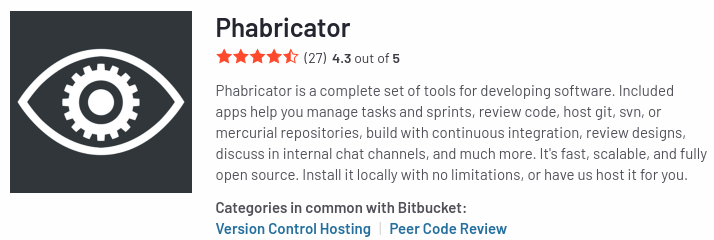 Phabricator
(27) 4.3 out of 5
Phabricator is a complete set of tools for developing software. Included
apps help you manage tasks and sprints, review code, host git, svn, or
mercurial repositories, build with continuous integration, review designs,
discuss in internal chat channels, and much more. It's fast, scalable, and fully
open source. Install it locally with no limitations, or have us host it for you.
Categories in common with Bitbucket:
Version Control Hosting | Peer Code Review